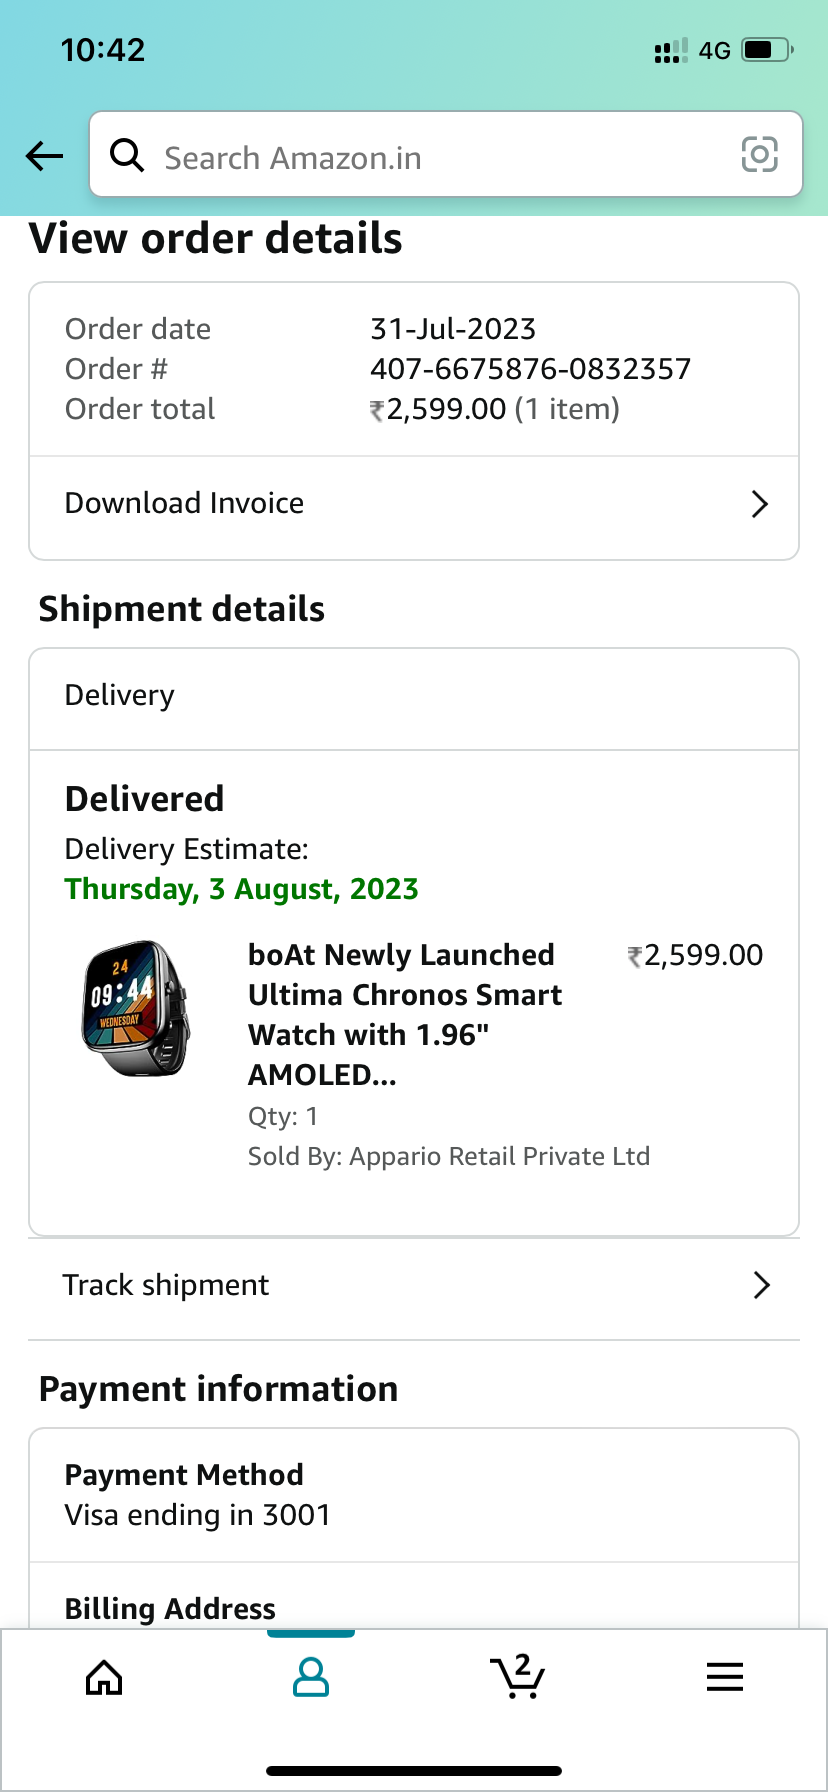 10:42
4G
Search Amazon.in
View order details
Order date 31-Jul-2023
Order # 407-6675876-0832357
Order total ₹2,599.00 (1 item)
Download Invoice
Shipment details
Delivery
Delivered
Delivery Estimate:
Thursday, 3 August, 2023
24
09:44
WEDNESDAY
boAt Newly Launched ₹2,599.00
Ultima Chronos Smart
Watch with 1.96"
AMOLED...
Qty: 1
Sold By: Appario Retail Private Ltd
Track shipment
Payment information
Payment Method
Visa ending in 3001
Billing Address
2